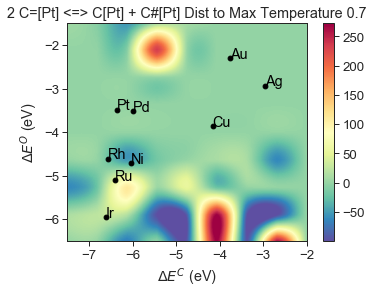 2 C=[Pt] <=> C[Pt] + C#[Pt] Dist to Max Temperature 0.7
−2
−3
−4
−5
−6
ΔE^O (eV)
Au
Ag
Pt
Pd
Cu
Rh
Ni
Ru
Ir
−7
−6
−5
−4
−3
−2
ΔE^C (eV)
250
200
150
100
50
0
−50